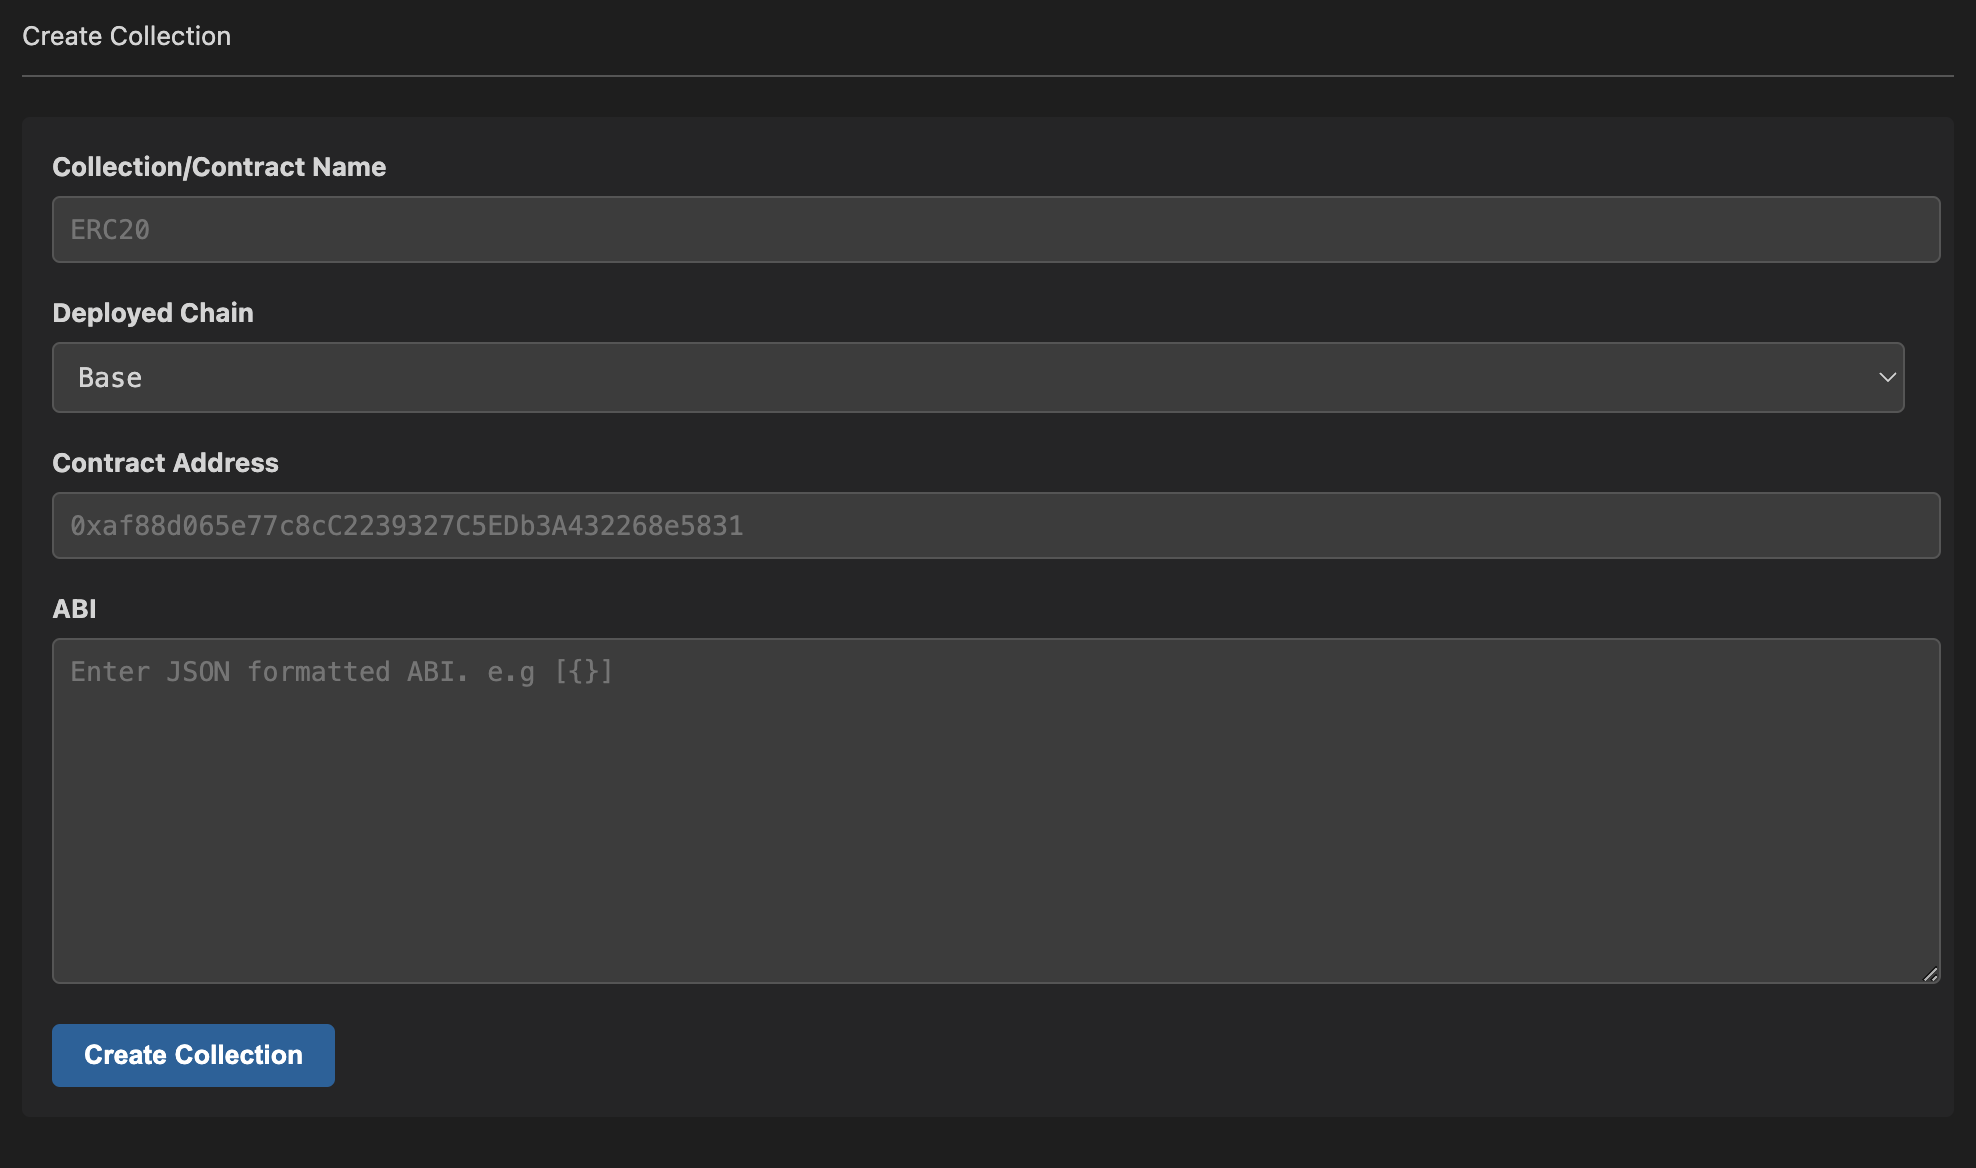 Create Collection
Collection/Contract Name
ERC20
Deployed Chain
Base
Contract Address
0xaf88d065e77c8cC2239327C5EDb3A432268e5831
ABI
Enter JSON formatted ABI. e.g [{}]
Create Collection